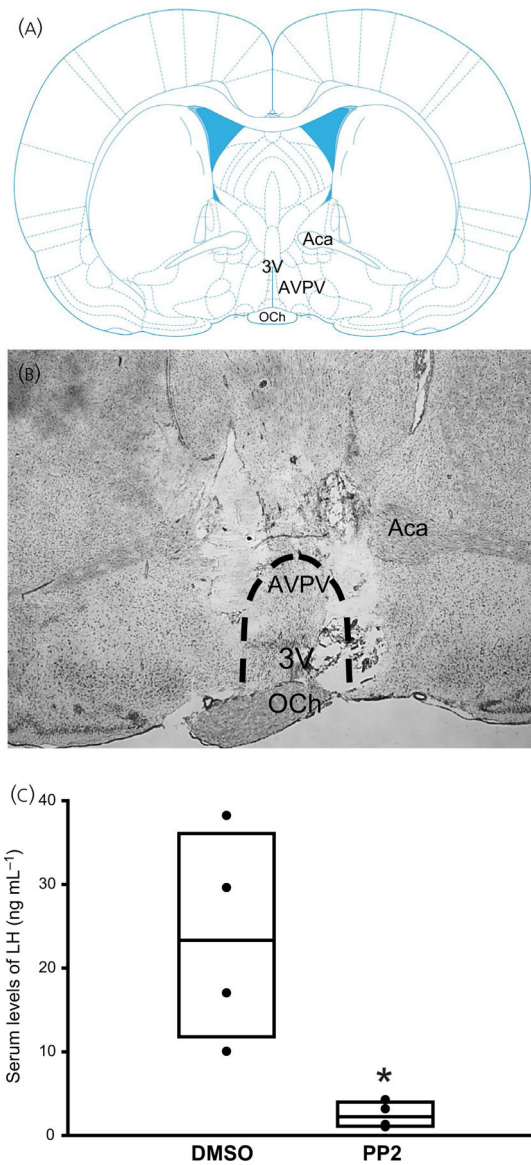 (A)
Aca
3V
AVPV
OCh
(B)
Aca
AVPV
3V
OCh
(C)
Serum levels of LH (ng mL⁻¹)
40
30
20
10
0
*
DMSO
PP2